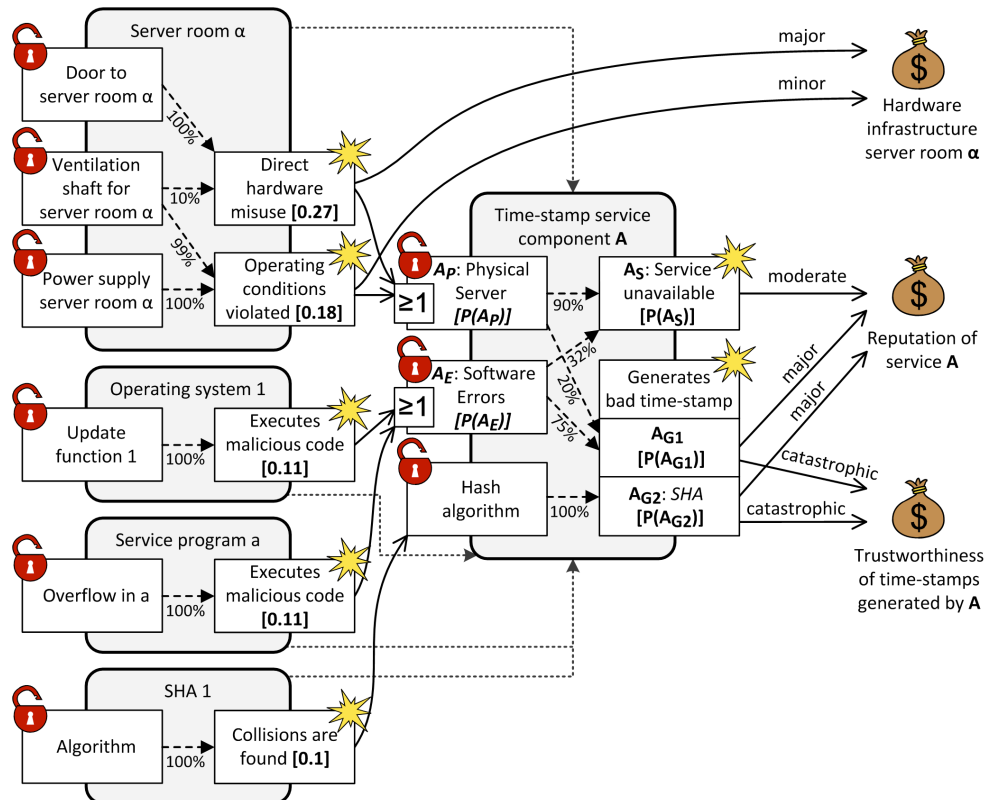 Server room α
Door to
server room α
100%
Ventilation
shaft for
server room α
10%
99%
Power supply
server room α
100%
Direct
hardware
misuse [0.27]
Operating
conditions
violated [0.18]
Operating system 1
Update
function 1
100%
Executes
malicious code
[0.11]
Service program a
Overflow in a
100%
Executes
malicious code
[0.11]
SHA 1
Algorithm
100%
Collisions are
found [0.1]
Time-stamp service
component A
AP: Physical
Server
[P(AP)]
≥1
90%
20%
AE: Software
Errors
[P(AE)]
≥1
32%
75%
Hash
algorithm
100%
AS: Service
unavailable
[P(AS)]
Generates
bad time-stamp
AG1
[P(AG1)]
AG2: SHA
[P(AG2)]
major
minor
moderate
major
major
catastrophic
catastrophic
$
Hardware
infrastructure
server room α
$
Reputation of
service A
$
Trustworthiness
of time-stamps
generated by A